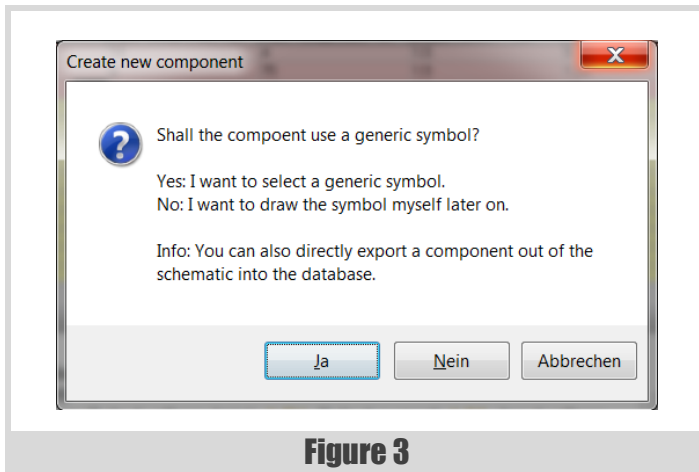 Create new component
Shall the compoent use a generic symbol?
Yes: I want to select a generic symbol.
No: I want to draw the symbol myself later on.
Info: You can also directly export a component out of the
schematic into the database.
Ja
Nein
Abbrechen
Figure 3